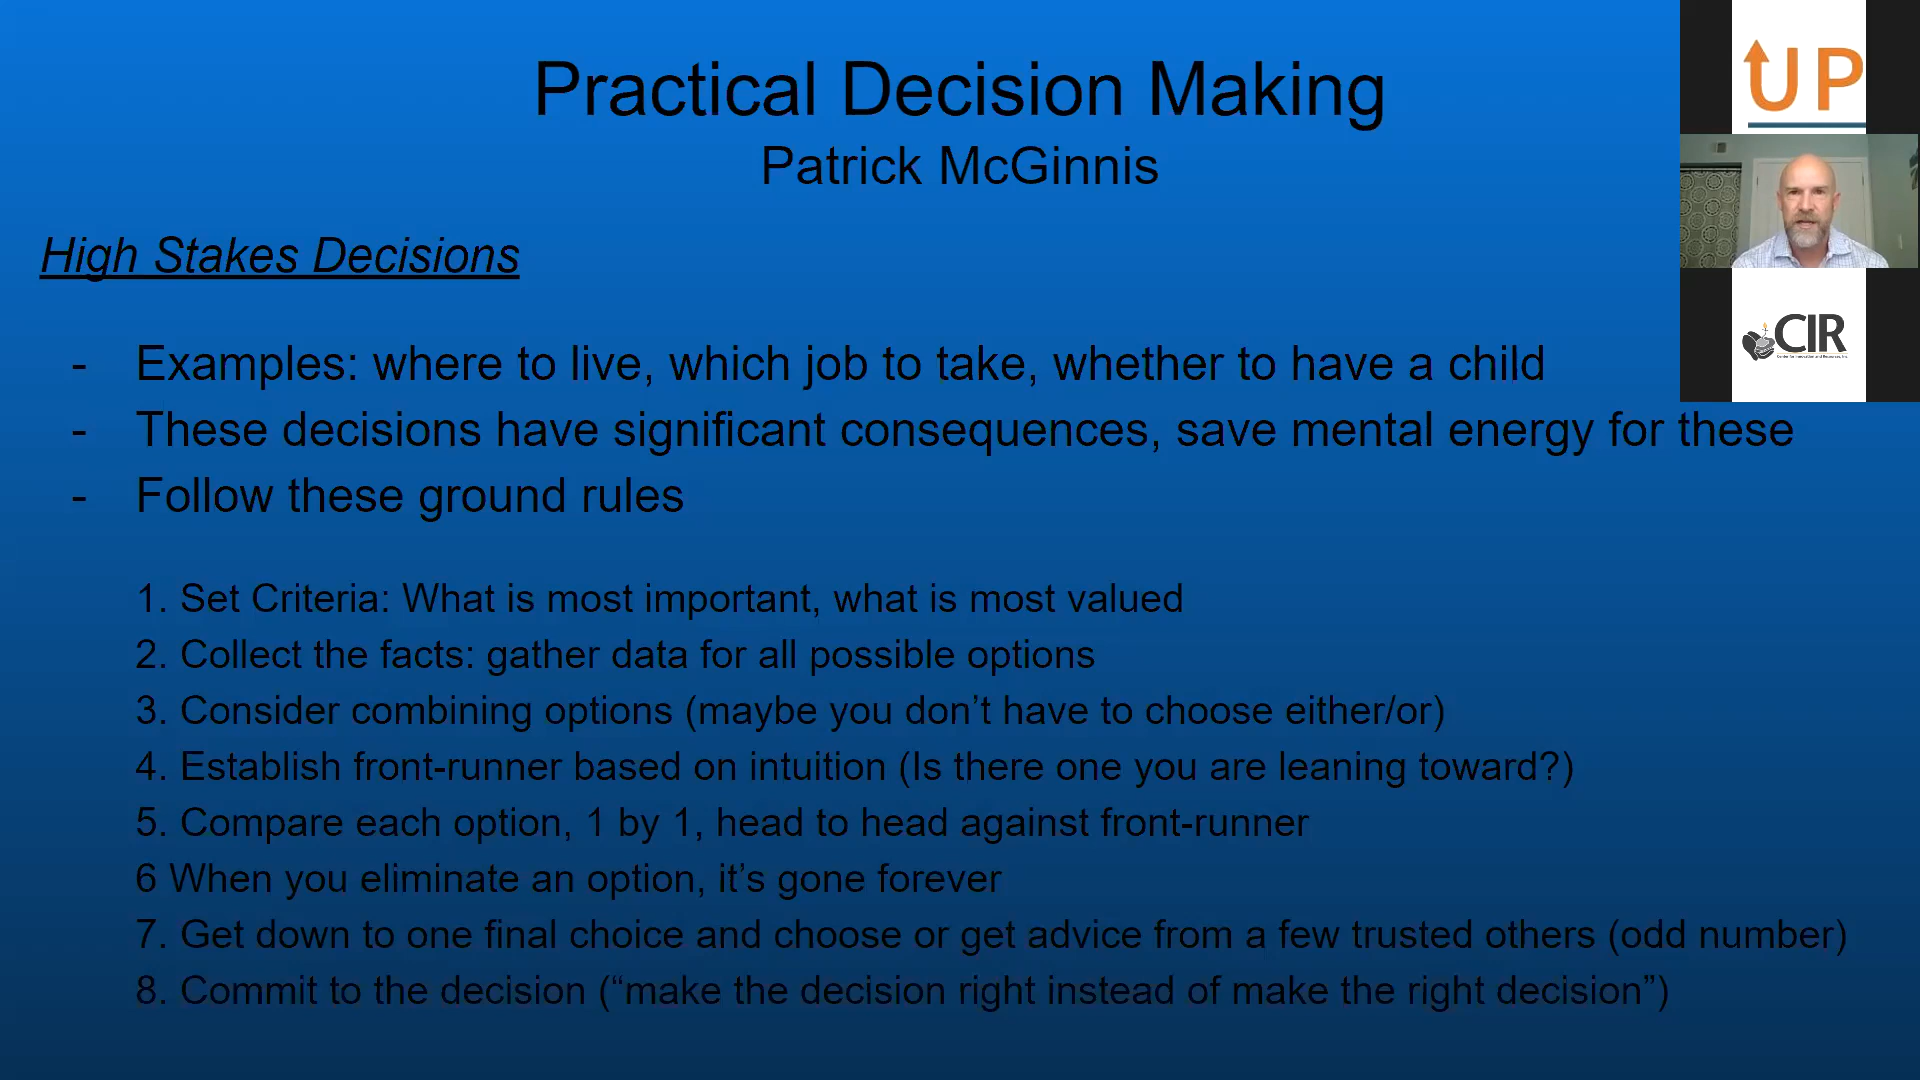 Practical Decision Making
Patrick McGinnis
UP
High Stakes Decisions
CIR
- Examples: where to live, which job to take, whether to have a child
- These decisions have significant consequences, save mental energy for these
- Follow these ground rules
1. Set Criteria: What is most important, what is most valued
2. Collect the facts: gather data for all possible options
3. Consider combining options (maybe you don’t have to choose either/or)
4. Establish front-runner based on intuition (Is there one you are leaning toward?)
5. Compare each option, 1 by 1, head to head against front-runner
6 When you eliminate an option, it’s gone forever
7. Get down to one final choice and choose or get advice from a few trusted others (odd number)
8. Commit to the decision (“make the decision right instead of make the right decision”)